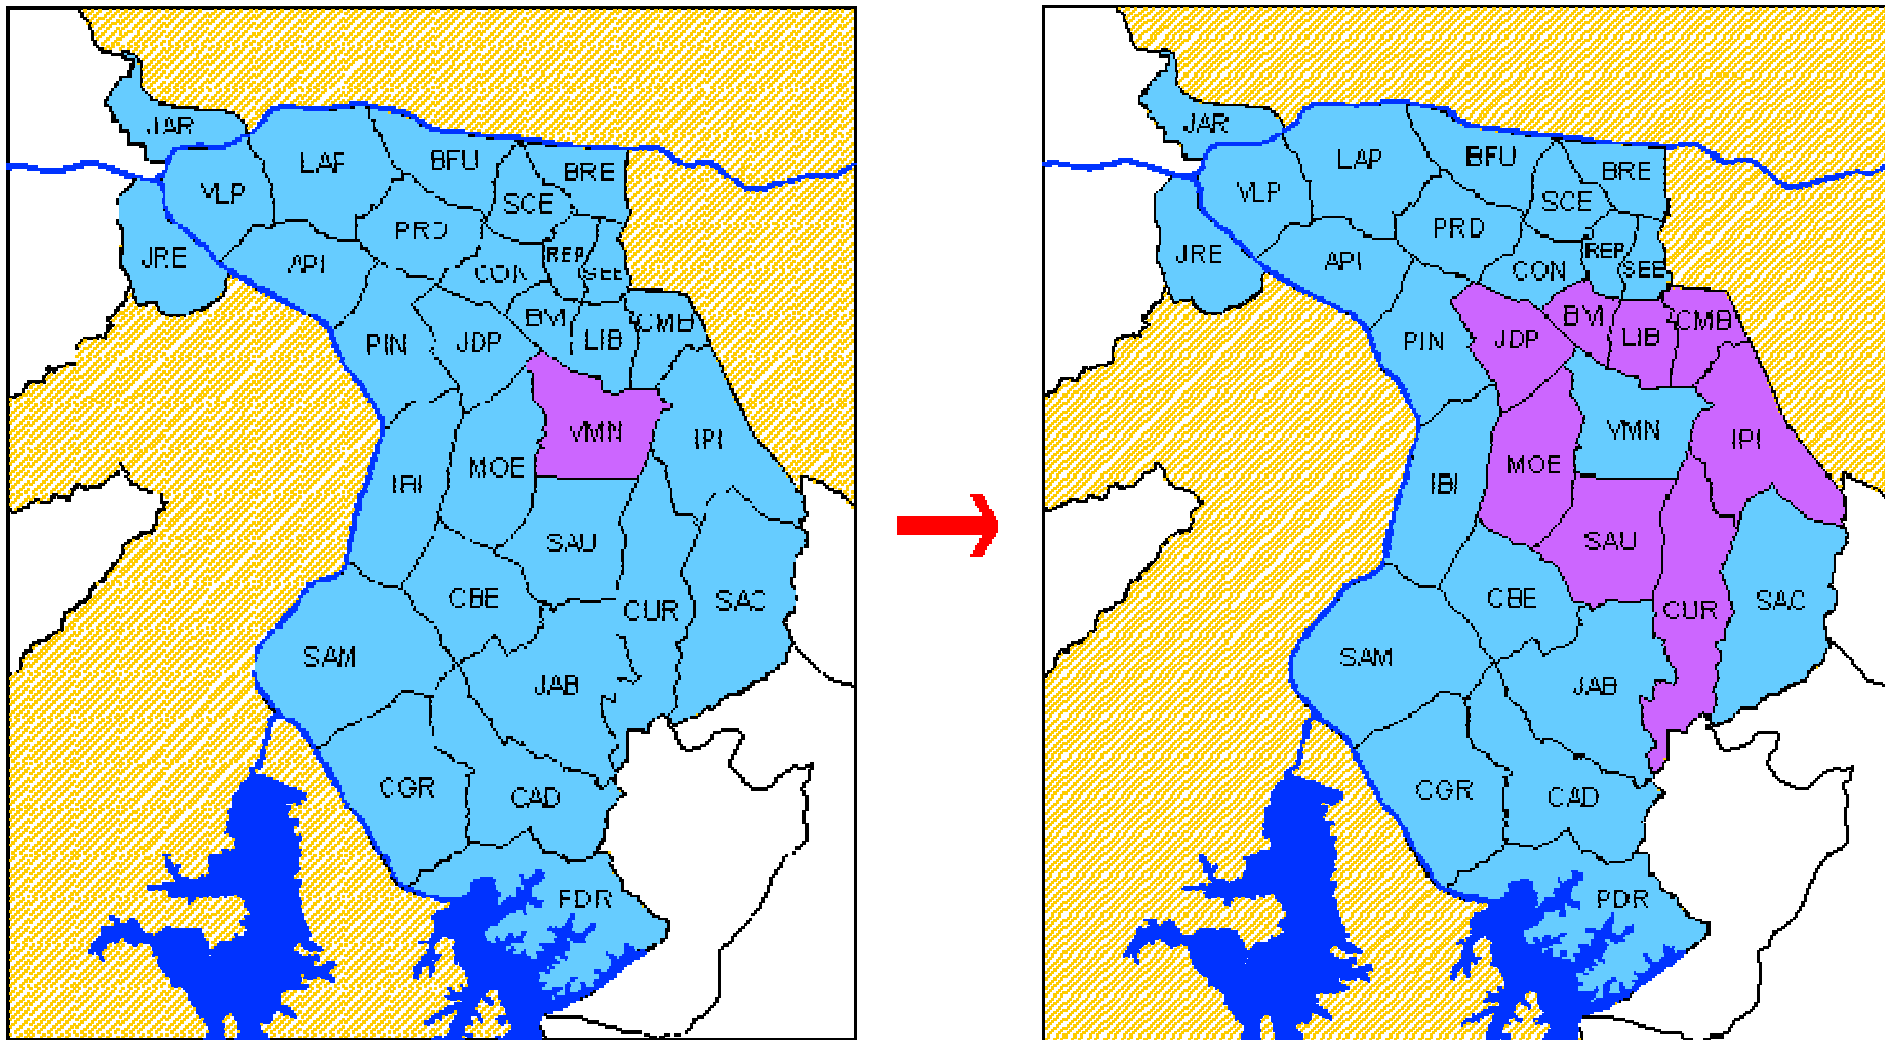 JAR
LAP
BFU
BRE
VLP
SCE
PRD
JRE
API
CON
REP
SEE
BVI
CMB
PIN
JDP
LIB
VMN
IPI
MOE
IBI
SAU
CBE
CUR
SAC
SAM
JAB
CGR
CAD
PDR
JAR
LAP
BFU
BRE
VLP
SCE
PRD
JRE
API
CON
REP
SEE
BVI
CMB
PIN
JDP
LIB
VMN
IPI
MOE
IBI
SAU
CBE
CUR
SAC
SAM
JAB
CGR
CAD
PDR